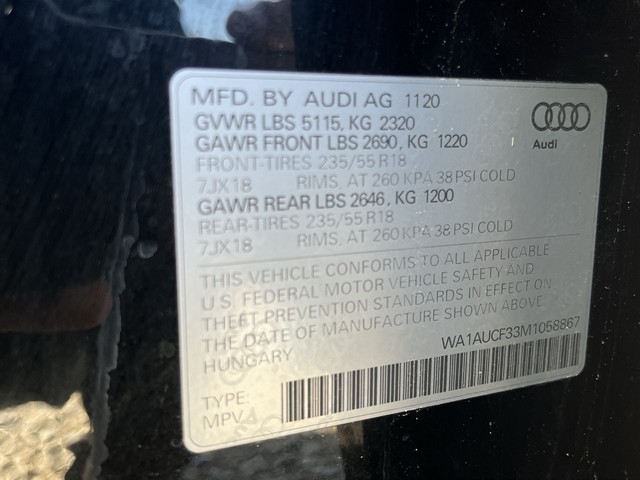 MFD. BY AUDI AG 1120
GVWR LBS 5115, KG 2320
GAWR FRONT LBS 2690, KG 1220
FRONT-TIRES 235/55 R18
7JX18 RIMS, AT 260 KPA 38 PSI COLD
GAWR REAR LBS 2646, KG 1200
REAR-TIRES 235/55 R18
7JX18 RIMS, AT 260 KPA 38 PSI COLD
Audi
THIS VEHICLE CONFORMS TO ALL APPLICABLE
U.S. FEDERAL MOTOR VEHICLE SAFETY AND
THEFT PREVENTION STANDARDS IN EFFECT ON
THE DATE OF MANUFACTURE SHOWN ABOVE
HUNGARY WA1AUCF33M1058867
TYPE:
MPV